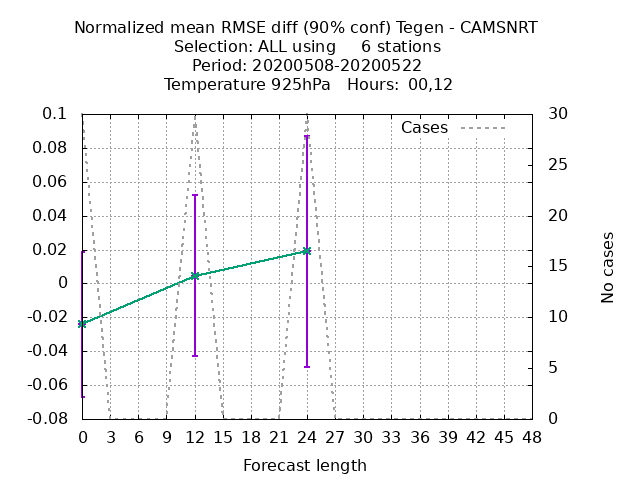 Normalized mean RMSE diff (90% conf) Tegen - CAMSNRT
Selection: ALL using     6 stations
Period: 20200508-20200522
Temperature 925hPa   Hours:  00,12
Cases
0.1
0.08
0.06
0.04
0.02
0
-0.02
-0.04
-0.06
-0.08
30
25
20
15
10
5
0
No cases
0 3 6 9 12 15 18 21 24 27 30 33 36 39 42 45 48
Forecast length